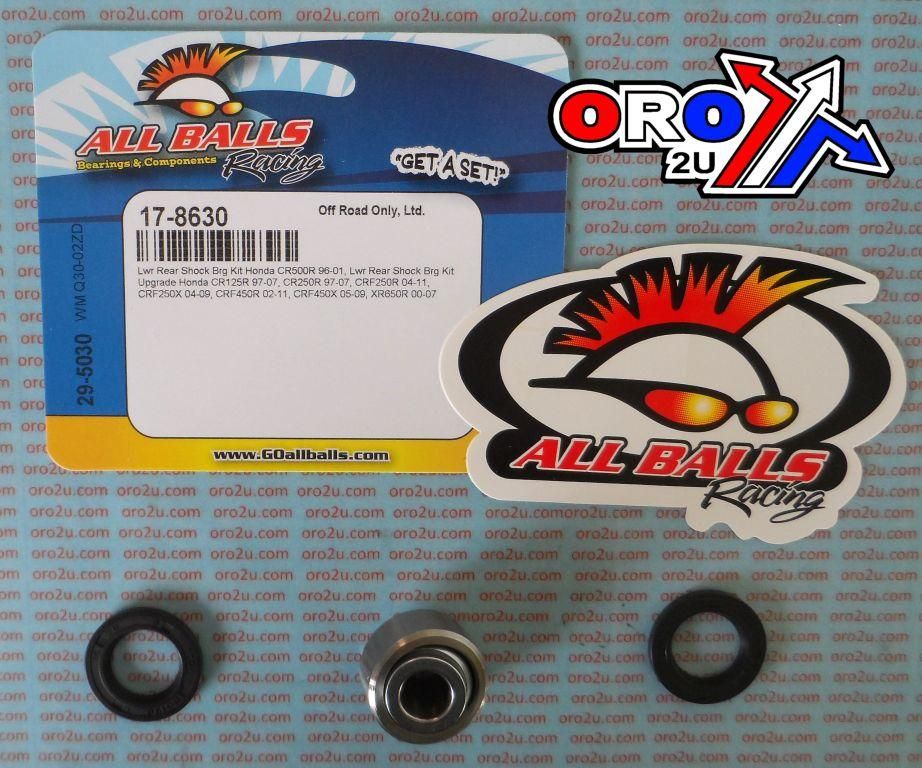 ALL BALLS
Bearings & Components
Racing
"GET A SET!"
17-8630
Off Road Only, Ltd.
Lwr Rear Shock Brg Kit Honda CR500R 96-01, Lwr Rear Shock Brg Kit
Upgrade Honda CR125R 97-07, CR250R 97-07, CRF250R 04-11,
CRF250X 04-09, CRF450R 02-11, CRF450X 05-09, XR650R 00-07
29-5030 WM Q30-02ZD
www.GOallballs.com
ORO
2U
ALL BALLS
Racing
oro2u.com